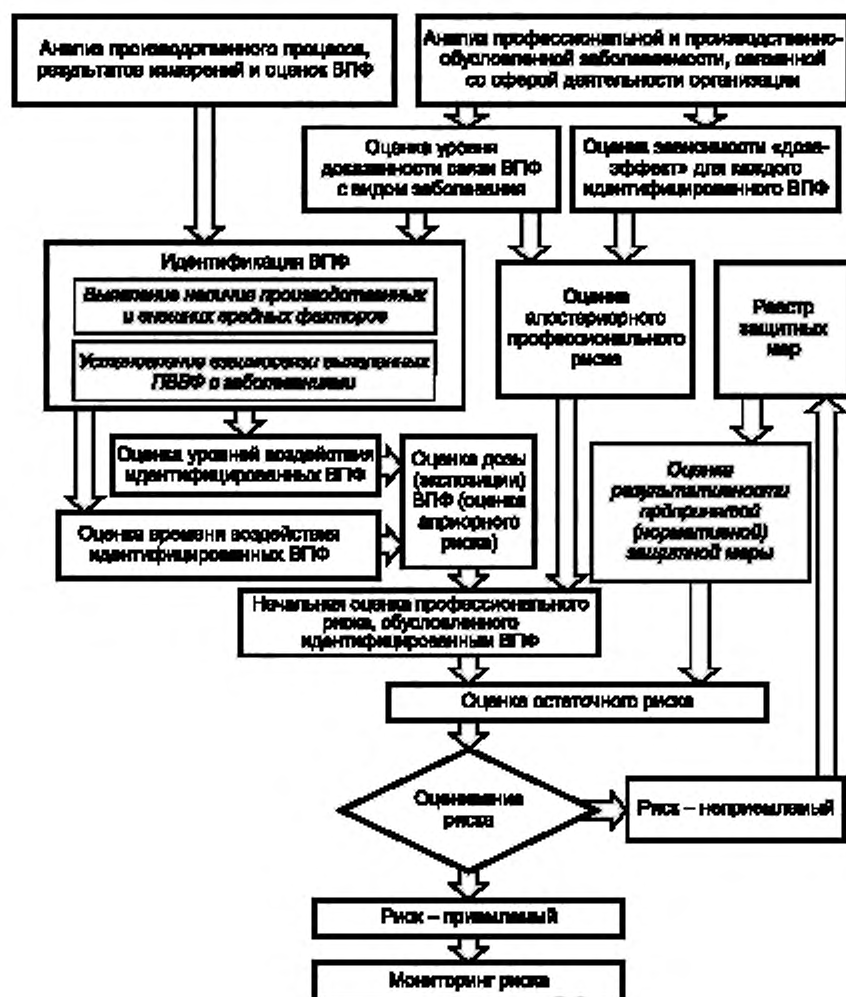 Анализ производственного процесса,
результатов измерений и оценок ВПФ
Анализ профессиональной и производственно-
обусловленной заболеваемости, связанной
со сферой деятельности организации
Оценка уровня
доказанности связи ВПФ
с видом заболевания
Оценка зависимости «доза-
эффект» для каждого
идентифицированного ВПФ
Идентификация ВПФ
Выявление наличия производственных
и внешних вредных факторов
Установление взаимосвязи выявленных
ПВВФ с заболеваниями
Оценка
апостериорного
профессионального
риска
Реестр
защитных
мер
Оценка уровней воздействия
идентифицированных ВПФ
Оценка дозы
(экспозиции)
ВПФ (оценка
априорного
риска)
Оценка
результативности
предпринятой
(нормативной)
защитной меры
Оценка времени воздействия
идентифицированных ВПФ
Начальная оценка профессионального
риска, обусловленного
идентифицированным ВПФ
Оценка остаточного риска
Оценивание
риска
Риск – неприемлемый
Риск – приемлемый
Мониторинг риска